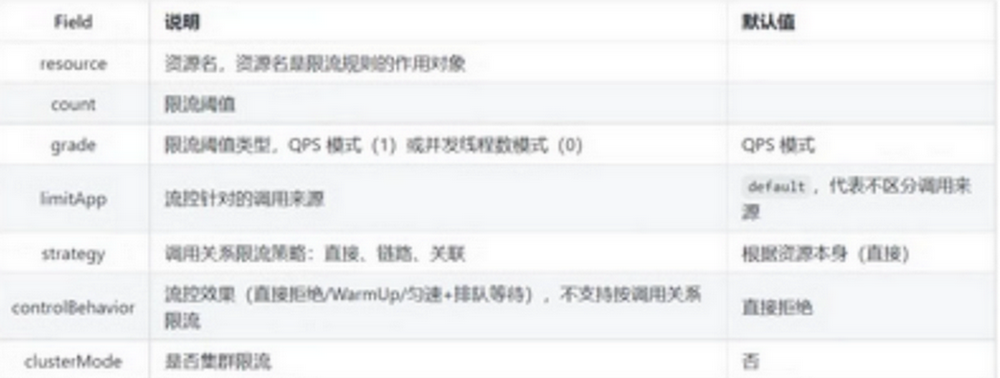 Field 说明 默认值
resource 资源名，资源名是限流规则的作用对象
count 限流阈值
grade 限流阈值类型，QPS 模式（1）或并发线程数模式（0） QPS 模式
limitApp 流控针对的调用来源 default，代表不区分调用来
源
strategy 调用关系限流策略：直接、链路、关联 根据资源本身（直接）
controlBehavior 流控效果（直接拒绝/WarmUp/匀速+排队等待），不支持按调用关系
限流 直接拒绝
clusterMode 是否集群限流 否